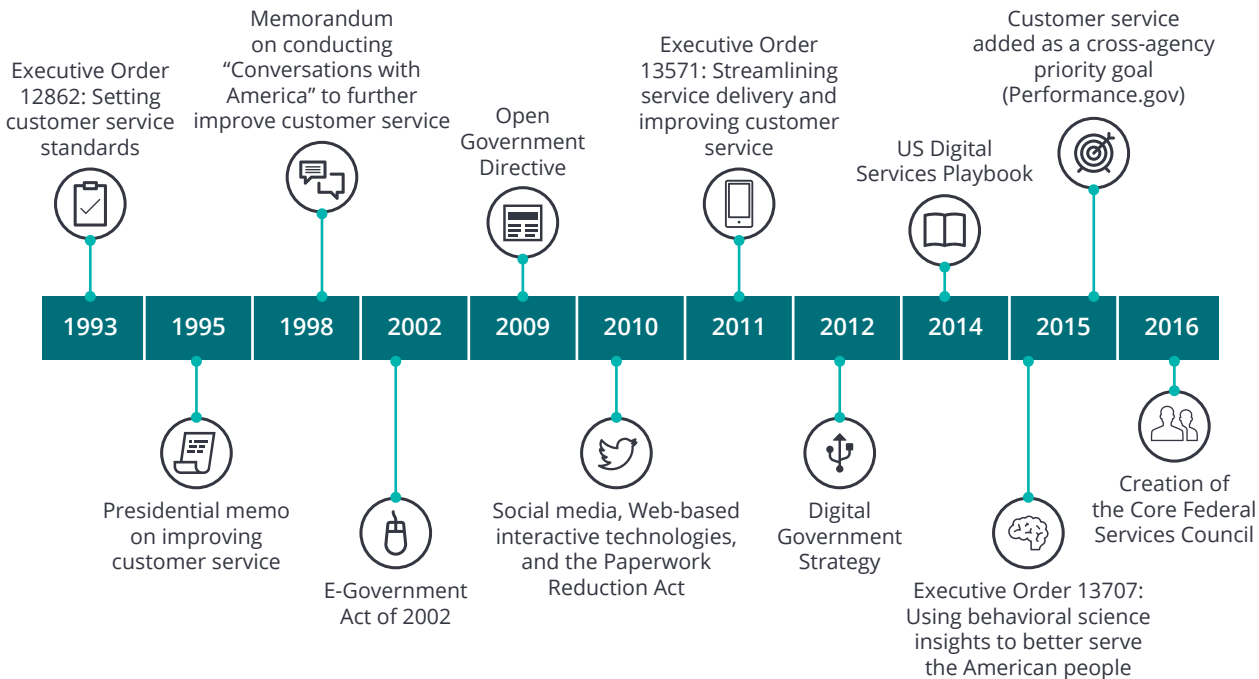 Executive Order
12862: Setting
customer service
standards
Memorandum
on conducting
“Conversations with
America” to further
improve customer service
Open
Government
Directive
Executive Order
13571: Streamlining
service delivery and
improving customer
service
US Digital
Services Playbook
Customer service
added as a cross-agency
priority goal
(Performance.gov)
1993
1995
1998
2002
2009
2010
2011
2012
2014
2015
2016
Presidential memo
on improving
customer service
E-Government
Act of 2002
Social media, Web-based
interactive technologies,
and the Paperwork
Reduction Act
Digital
Government
Strategy
Executive Order 13707:
Using behavioral science
insights to better serve
the American people
Creation of
the Core Federal
Services Council